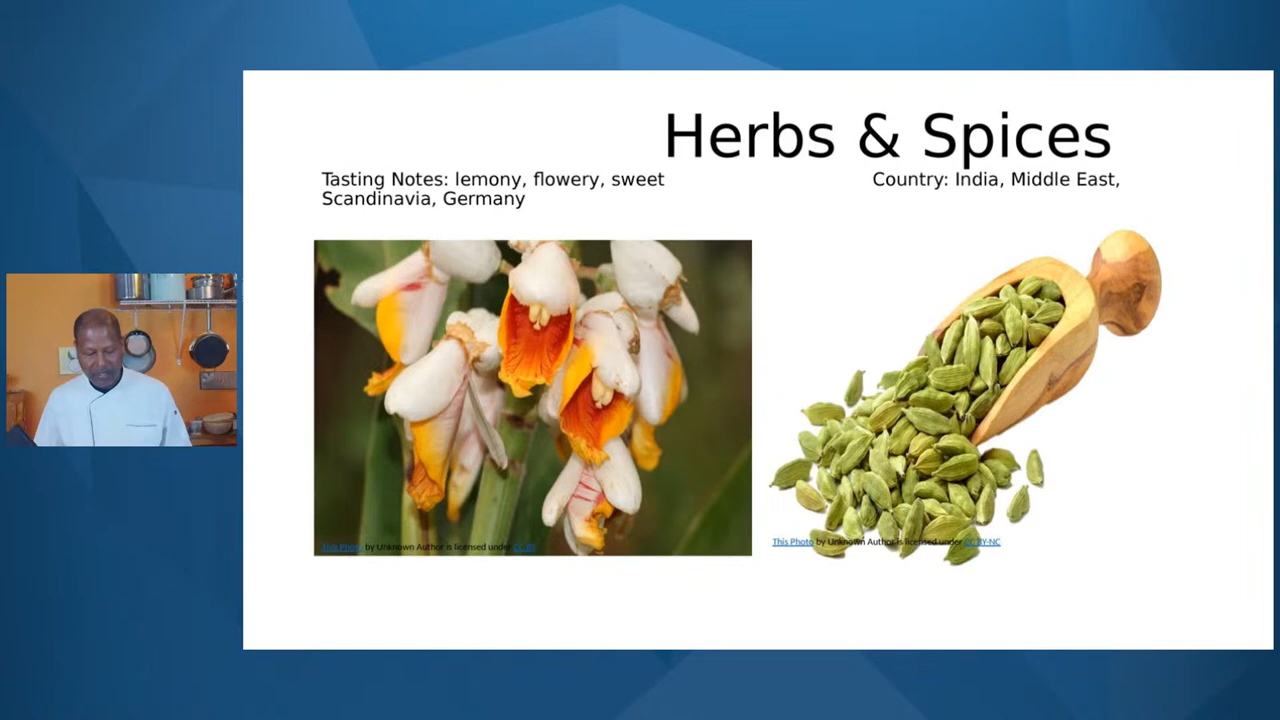 Herbs & Spices
Tasting Notes: lemony, flowery, sweet Country: India, Middle East,
Scandinavia, Germany
This Photo by Unknown Author is licensed under CC BY
This Photo by Unknown Author is licensed under CC BY-NC